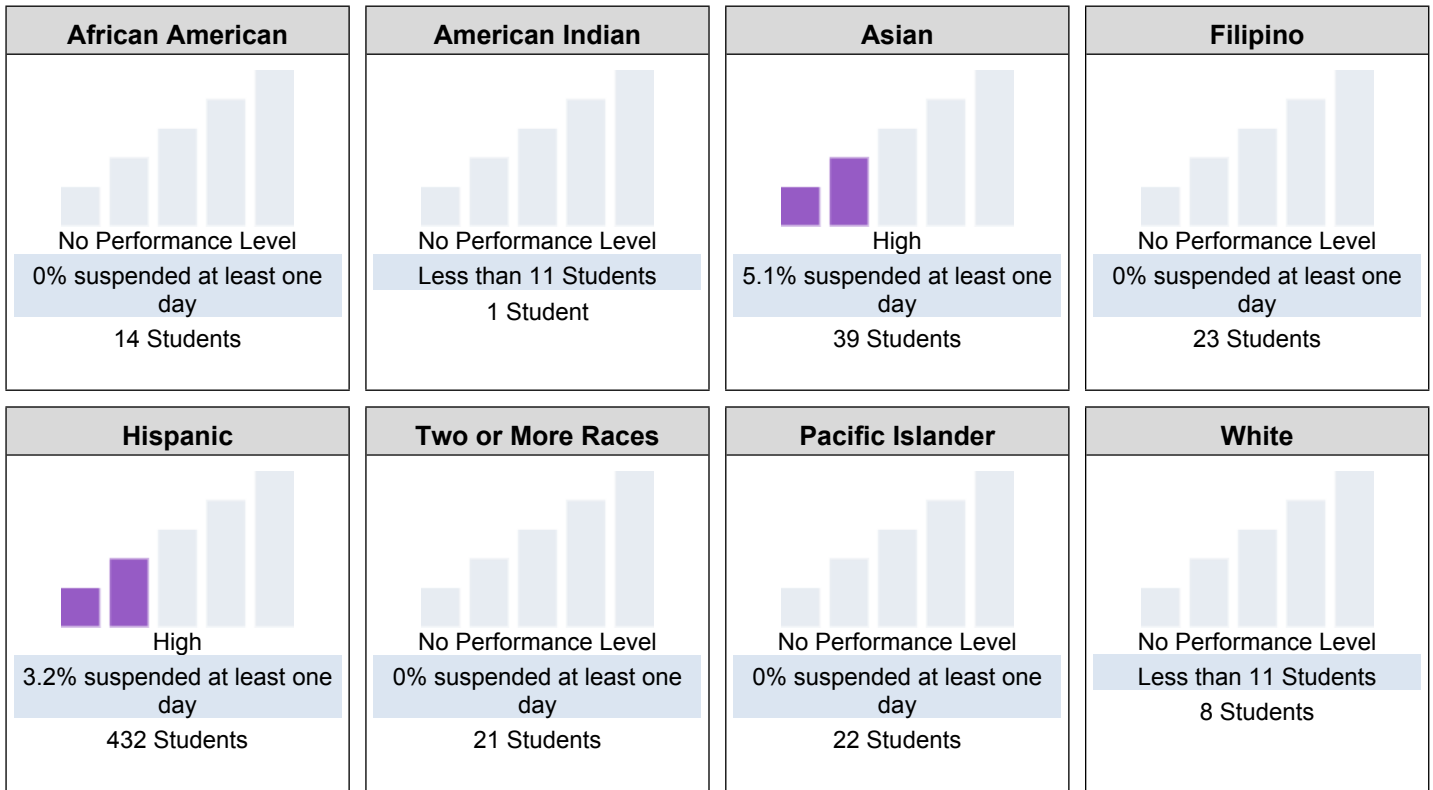 African American
No Performance Level
0% suspended at least one
day
14 Students
American Indian
No Performance Level
Less than 11 Students
1 Student
Asian
High
5.1% suspended at least one
day
39 Students
Filipino
No Performance Level
0% suspended at least one
day
23 Students
Hispanic
High
3.2% suspended at least one
day
432 Students
Two or More Races
No Performance Level
0% suspended at least one
day
21 Students
Pacific Islander
No Performance Level
0% suspended at least one
day
22 Students
White
No Performance Level
Less than 11 Students
8 Students